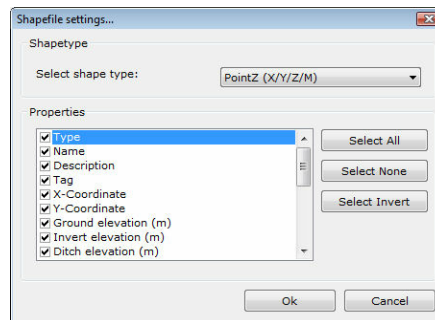 Shapefile settings...
Shapetype
Select shape type: PointZ (X/Y/Z/M)
Properties
Type
Name
Description
Tag
X-Coordinate
Y-Coordinate
Ground elevation (m)
Invert elevation (m)
Ditch elevation (m)
Select All
Select None
Select Invert
Ok Cancel